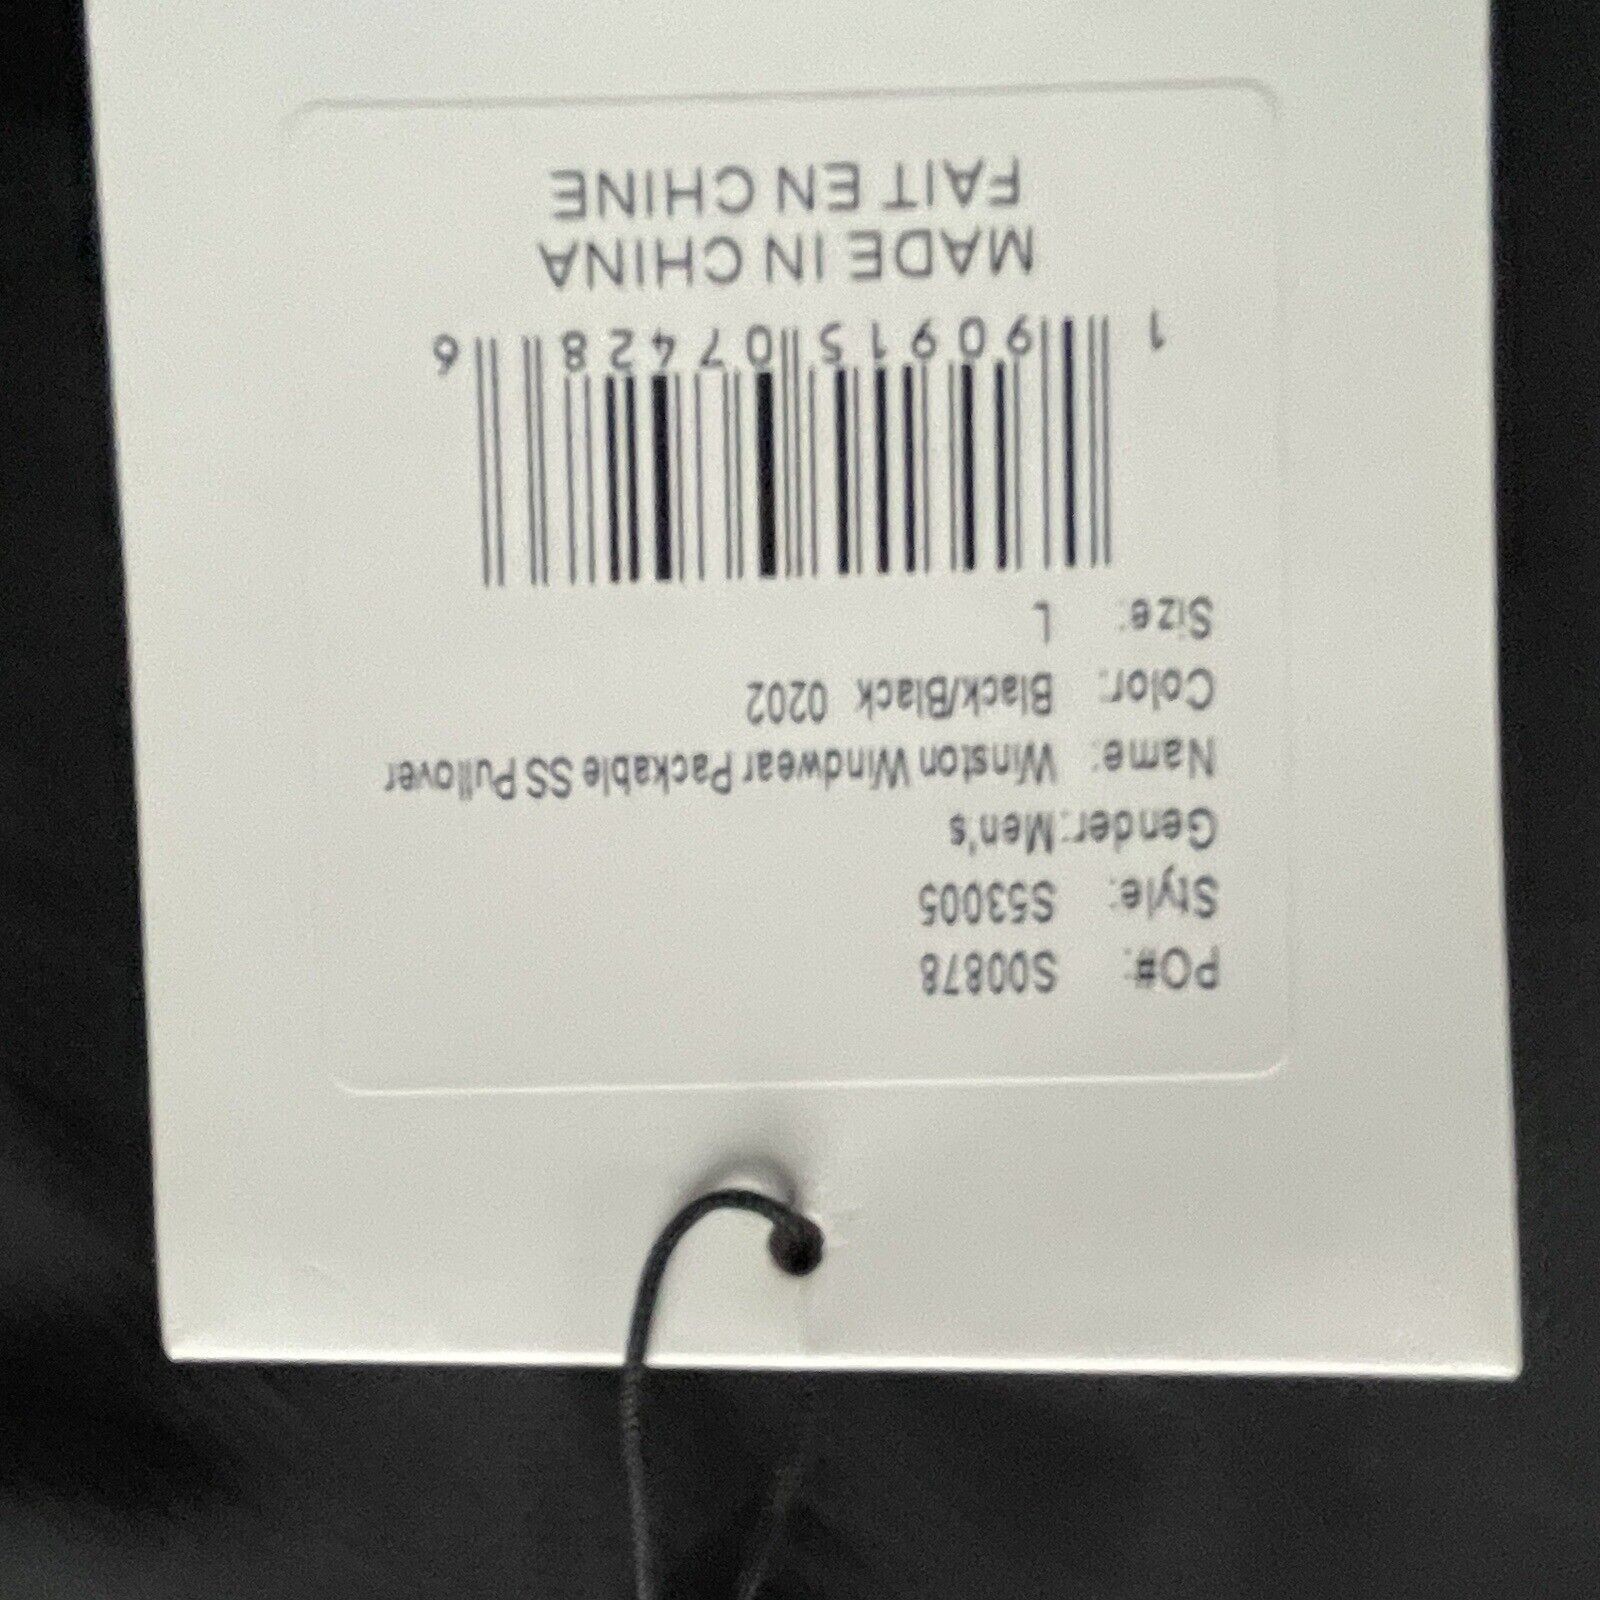 PO#: S00878
Style: S53005
Gender: Men's
Name: Winston Windwear Packable SS Pullover
Color: Black/Black 0202
Size: L
1 90915 07428 6
MADE IN CHINA
FAIT EN CHINE